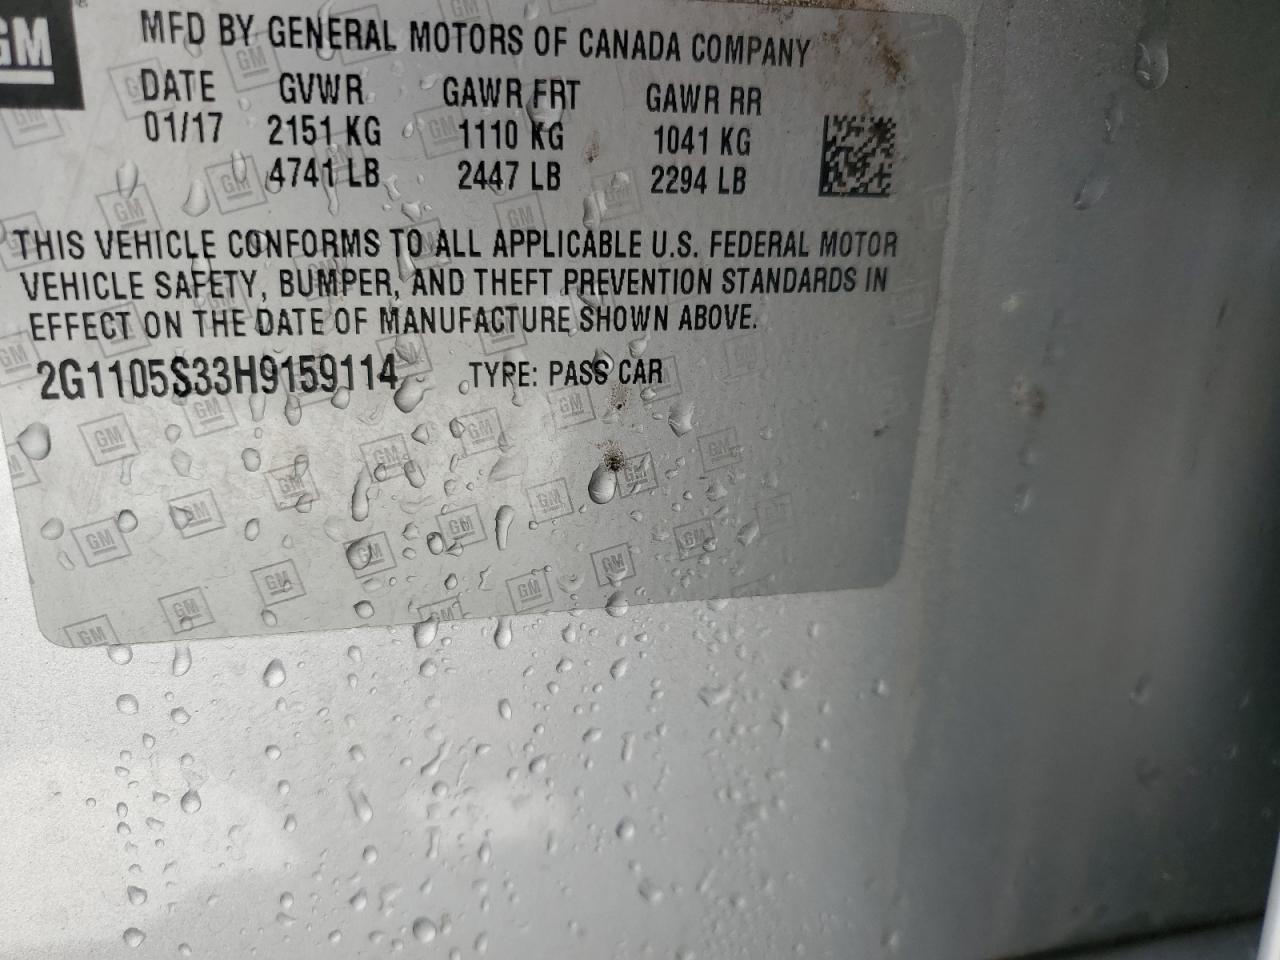 GM
MFD BY GENERAL MOTORS OF CANADA COMPANY
DATE GVWR GAWR FRT GAWR RR
01/17 2151 KG 1110 KG 1041 KG
4741 LB 2447 LB 2294 LB
THIS VEHICLE CONFORMS TO ALL APPLICABLE U.S. FEDERAL MOTOR
VEHICLE SAFETY, BUMPER, AND THEFT PREVENTION STANDARDS IN
EFFECT ON THE DATE OF MANUFACTURE SHOWN ABOVE.
2G1105S33H9159114 TYPE: PASS CAR